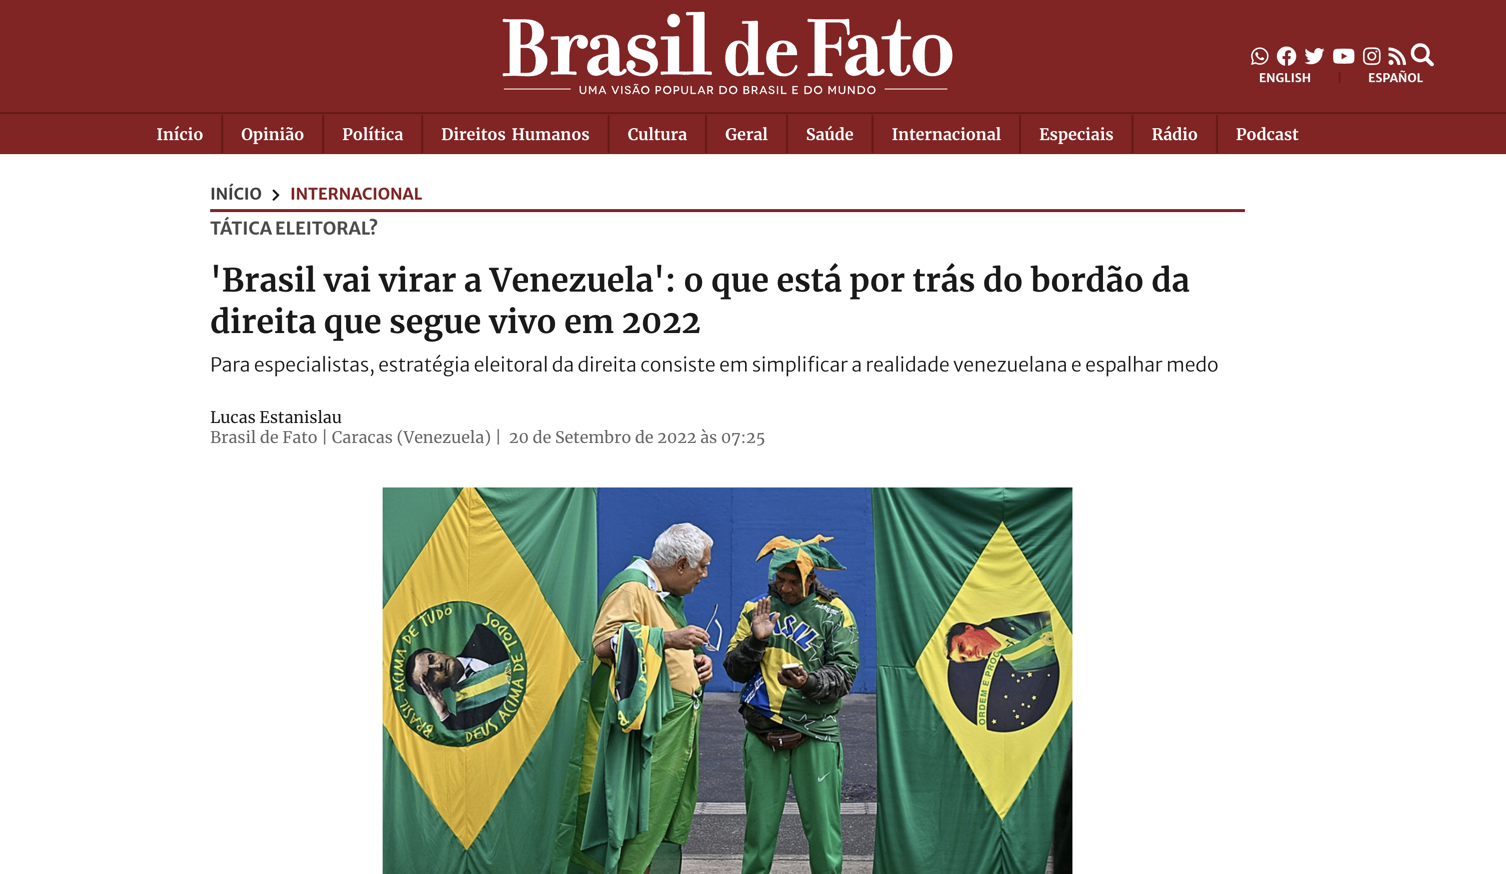 Brasil de Fato
UMA VISÃO POPULAR DO BRASIL E DO MUNDO
ENGLISH | ESPAÑOL
Início Opinião Política Direitos Humanos Cultura Geral Saúde Internacional Especiais Rádio Podcast
INÍCIO > INTERNACIONAL
TÁTICA ELEITORAL?
'Brasil vai virar a Venezuela': o que está por trás do bordão da
direita que segue vivo em 2022
Para especialistas, estratégia eleitoral da direita consiste em simplificar a realidade venezuelana e espalhar medo
Lucas Estanislau
Brasil de Fato | Caracas (Venezuela) | 20 de Setembro de 2022 às 07:25
BRASIL ACIMA DE TUDO
DEUS ACIMA DE TODOS
ORDEM E PROG